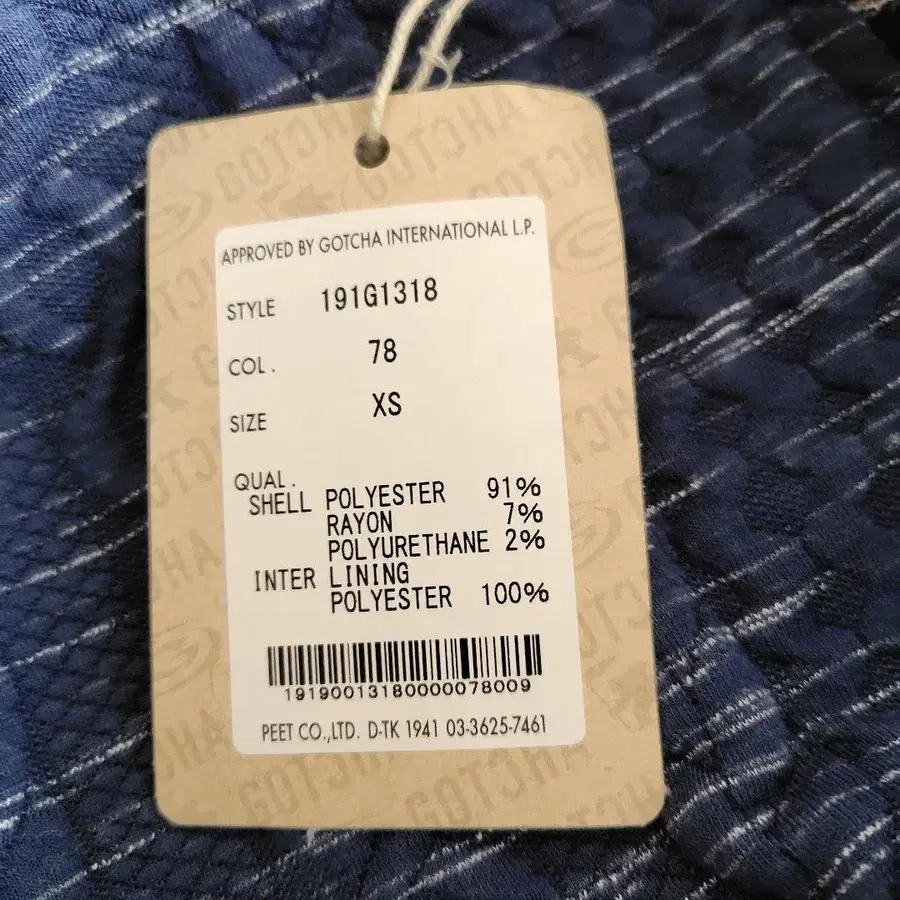 APPROVED BY GOTCHA INTERNATIONAL L.P.
STYLE 191G1318
COL. 78
SIZE XS
QUAL.
SHELL POLYESTER 91%
RAYON 7%
POLYURETHANE 2%
INTER LINING
POLYESTER 100%
19190013180000078009
PEET CO.,LTD. D-TK 1941 03-3625-7461